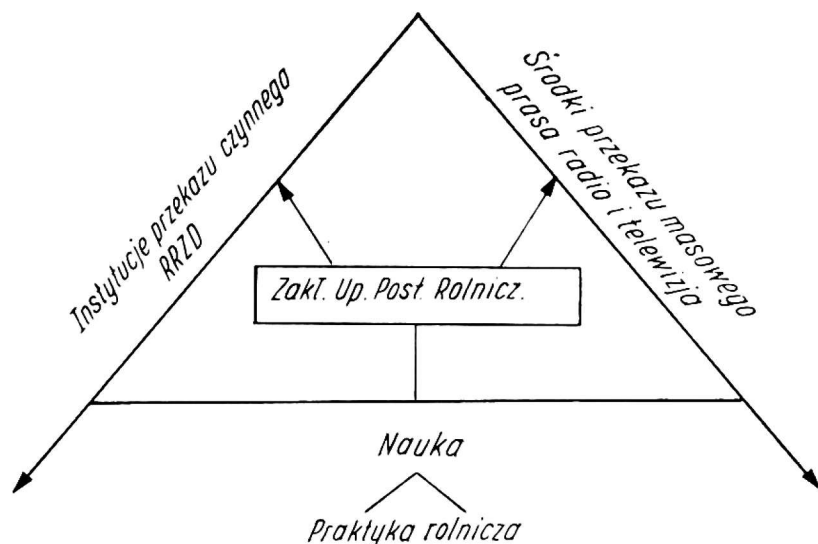 Instytucje przekazu czynnego
RRZD
Środki przekazu masowego
prasa radio i telewizja
Zakł. Up. Post. Rolnicz.
Nauka
Praktyka rolnicza